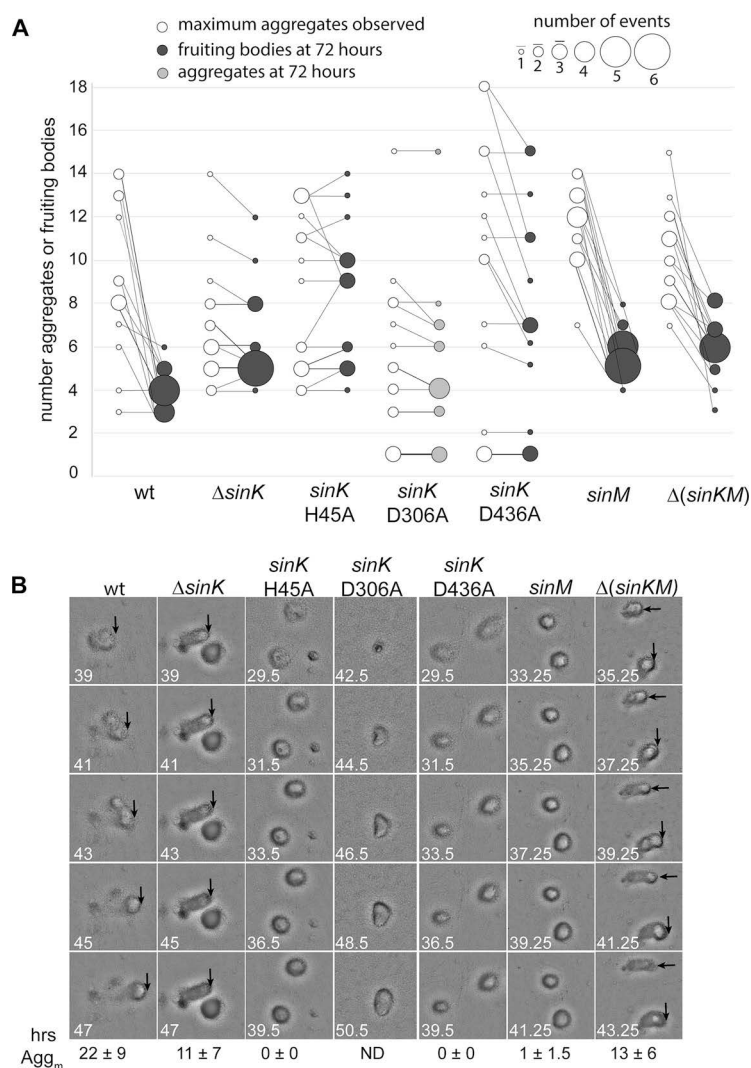 A
maximum aggregates observed
fruiting bodies at 72 hours
aggregates at 72 hours
number of events
1 2 3 4 5 6
number aggregates or fruiting bodies
18
16
14
12
10
8
6
4
2
0
wt ΔsinK sinK H45A sinK D306A sinK D436A sinM Δ(sinKM)
B
wt ΔsinK sinK H45A sinK D306A sinK D436A sinM Δ(sinKM)
39 39 29.5 42.5 29.5 33.25 35.25
41 41 31.5 44.5 31.5 35.25 37.25
43 43 33.5 46.5 33.5 37.25 39.25
45 45 36.5 48.5 36.5 39.25 41.25
47 47 39.5 50.5 39.5 41.25 43.25
hrs
Aggm 22 ± 9 11 ± 7 0 ± 0 ND 0 ± 0 1 ± 1.5 13 ± 6